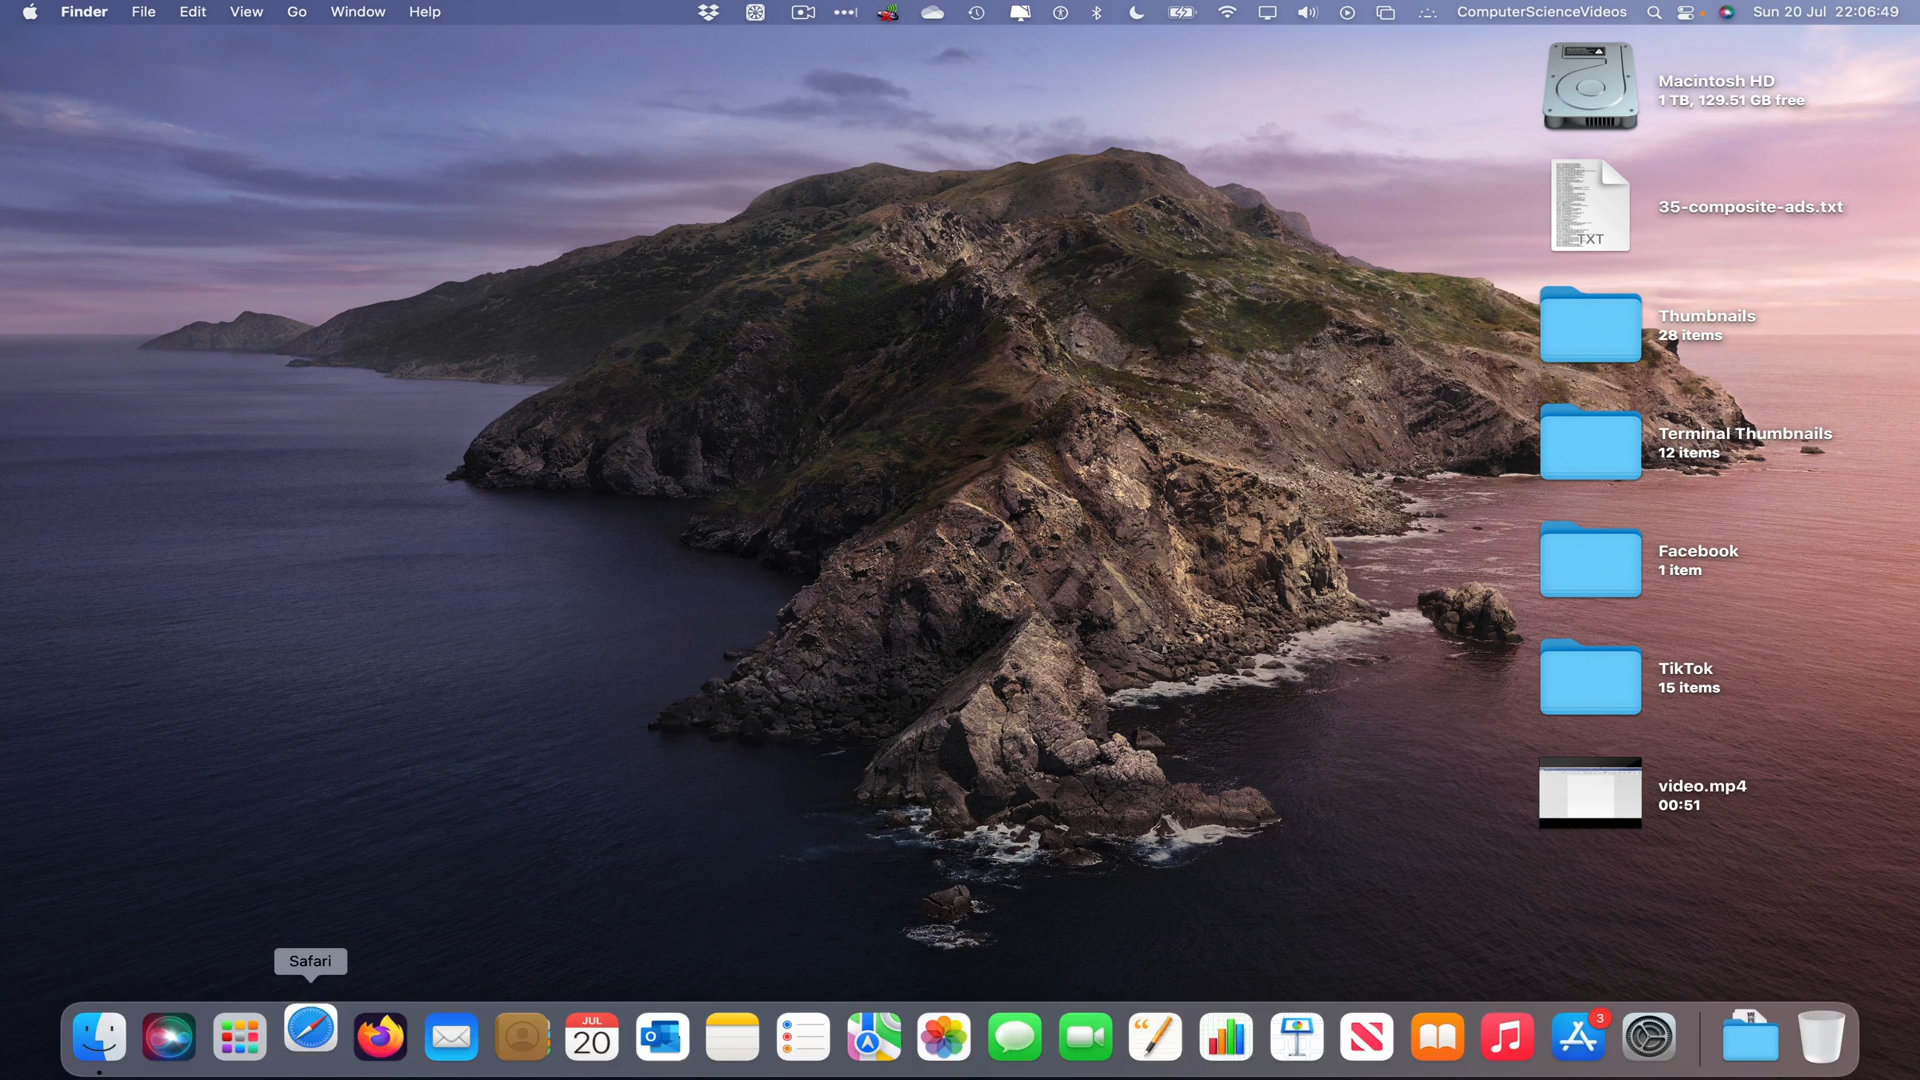 Finder File Edit View Go Window Help ComputerScienceVideos Sun 20 Jul 22:06:49
Macintosh HD
1 TB, 129.51 GB free
TXT
35-composite-ads.txt
Thumbnails
28 items
Terminal Thumbnails
12 items
Facebook
1 item
TikTok
15 items
video.mp4
00:51
Safari
JUL
20
3